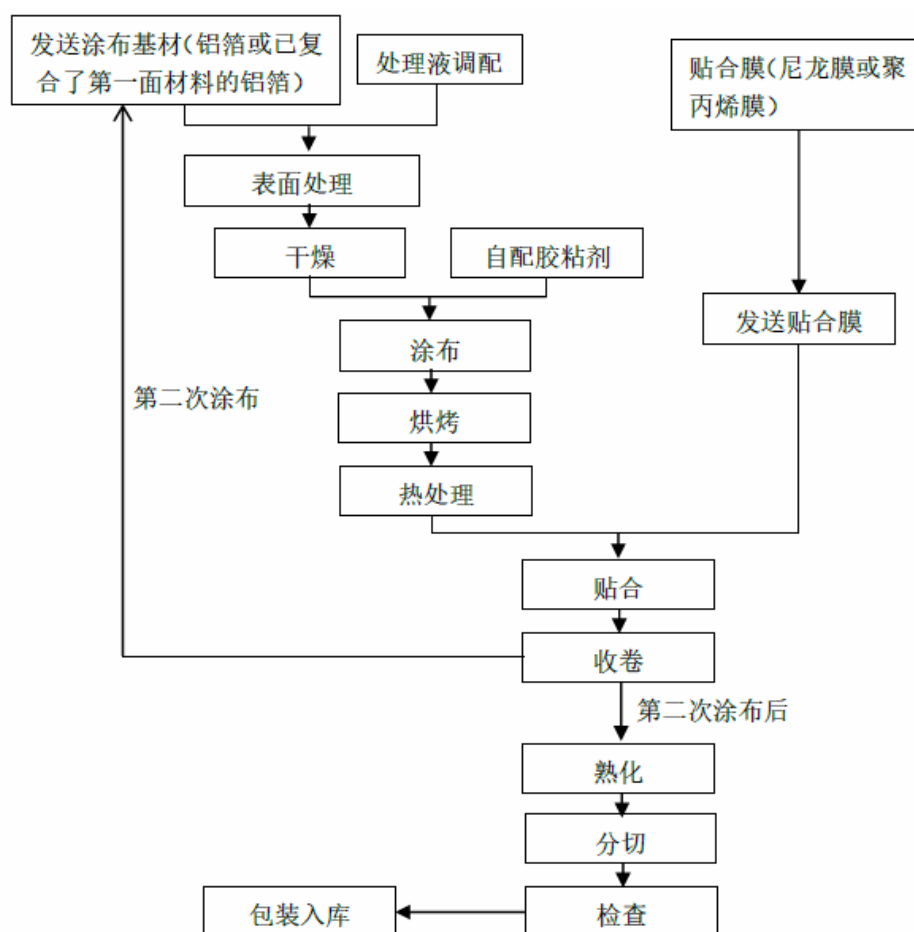 发送涂布基材(铝箔或已复
合了第一面材料的铝箔）
处理液调配
贴合膜(尼龙膜或聚
丙烯膜）
表面处理
干燥
自配胶粘剂
发送贴合膜
涂布
第二次涂布
烘烤
热处理
贴合
收卷
第二次涂布后
熟化
分切
包装入库
检查